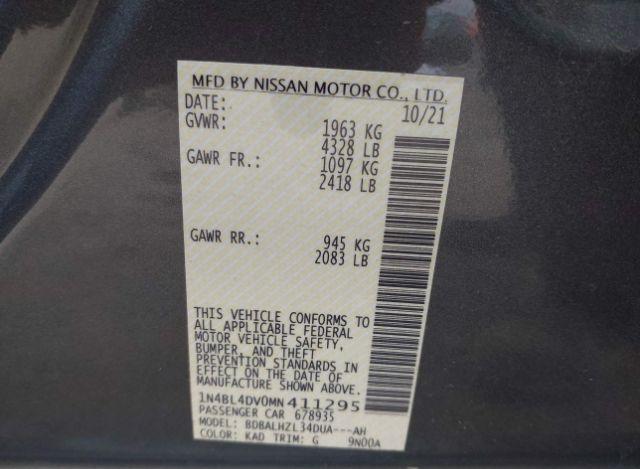 MFD BY NISSAN MOTOR CO., LTD.
DATE: 10/21
GVWR: 1963 KG
4328 LB
GAWR FR.: 1097 KG
2418 LB
GAWR RR.: 945 KG
2083 LB
THIS VEHICLE CONFORMS TO
ALL APPLICABLE FEDERAL
MOTOR VEHICLE SAFETY,
BUMPER, AND THEFT
PREVENTION STANDARDS IN
EFFECT ON THE DATE OF
MANUFACTURE SHOWN ABOVE.
1N4BL4DV0MN411295
PASSENGER CAR 678935
MODEL: BDBALHZL34DUA---AH
COLOR: KAD TRIM: G 9N00A